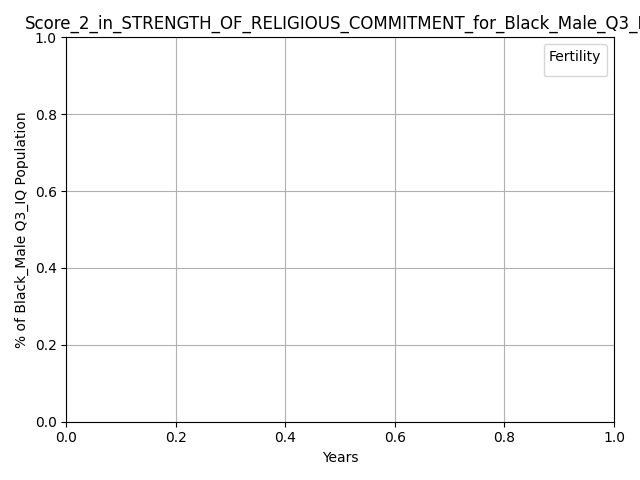 Score_2_in_STRENGTH_OF_RELIGIOUS_COMMITMENT_for_Black_Male_Q3_
Fertility
% of Black_Male Q3_IQ Population
1.0
0.8
0.6
0.4
0.2
0.0
0.0 0.2 0.4 0.6 0.8 1.0
Years